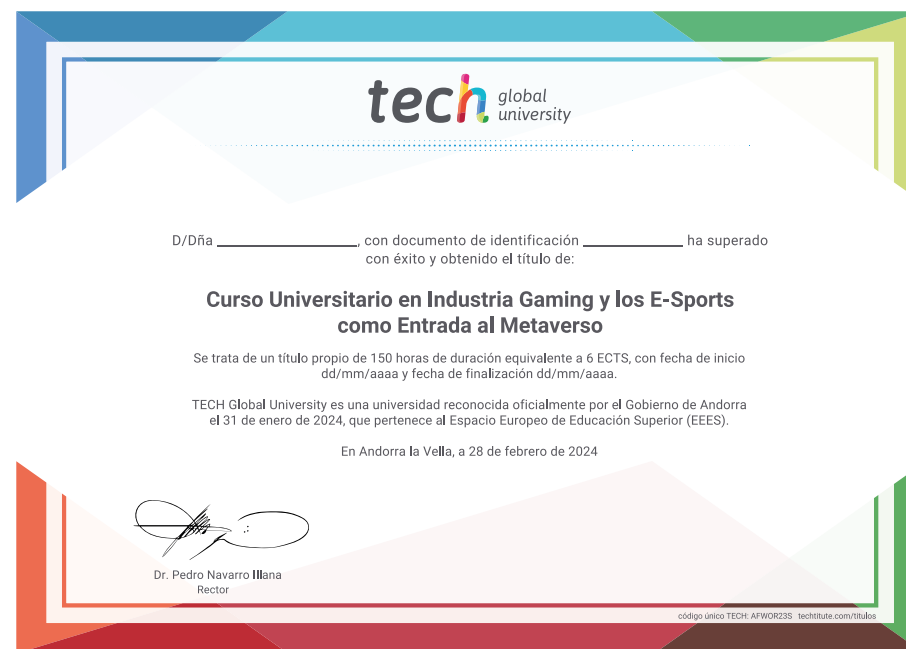 tech global university
D/Dña ____________________, con documento de identificación ______________ ha superado
con éxito y obtenido el título de:
Curso Universitario en Industria Gaming y los E-Sports
como Entrada al Metaverso
Se trata de un título propio de 150 horas de duración equivalente a 6 ECTS, con fecha de inicio
dd/mm/aaaa y fecha de finalización dd/mm/aaaa.
TECH Global University es una universidad reconocida oficialmente por el Gobierno de Andorra
el 31 de enero de 2024, que pertenece al Espacio Europeo de Educación Superior (EEES).
En Andorra la Vella, a 28 de febrero de 2024
Dr. Pedro Navarro Illana
Rector
código único TECH: AFWOR23S techtitute.com/titulos